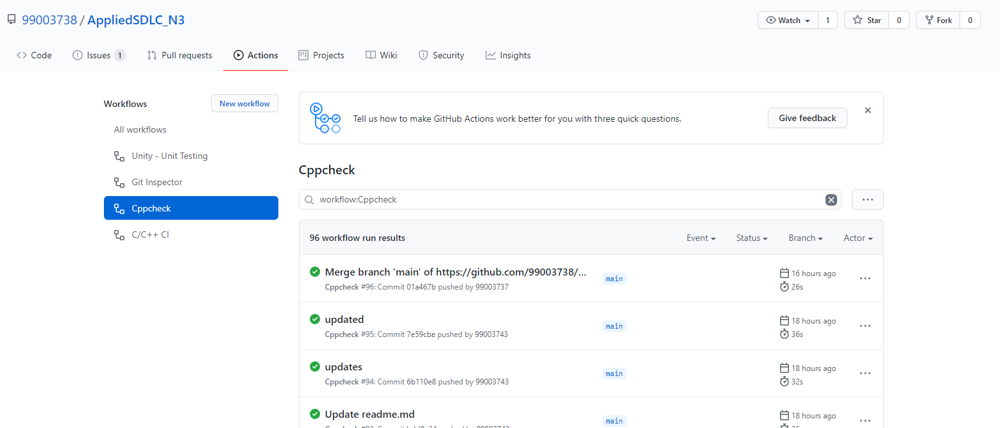 99003738 / AppliedSDLC_N3
Watch 1
Star 0
Fork 0
Code
Issues 1
Pull requests
Actions
Projects
Wiki
Security
Insights
Workflows
New workflow
All workflows
Unity - Unit Testing
Git Inspector
Cppcheck
C/C++ CI
Tell us how to make GitHub Actions work better for you with three quick questions.
Give feedback
Cppcheck
workflow:Cppcheck
96 workflow run results
Event
Status
Branch
Actor
Merge branch 'main' of https://github.com/99003738/...
Cppcheck #96: Commit 01a467b pushed by 99003737
main
16 hours ago
26s
updated
Cppcheck #95: Commit 7e59cbe pushed by 99003743
main
18 hours ago
36s
updates
Cppcheck #94: Commit 6b110e8 pushed by 99003743
main
18 hours ago
32s
Update readme.md
main
18 hours ago